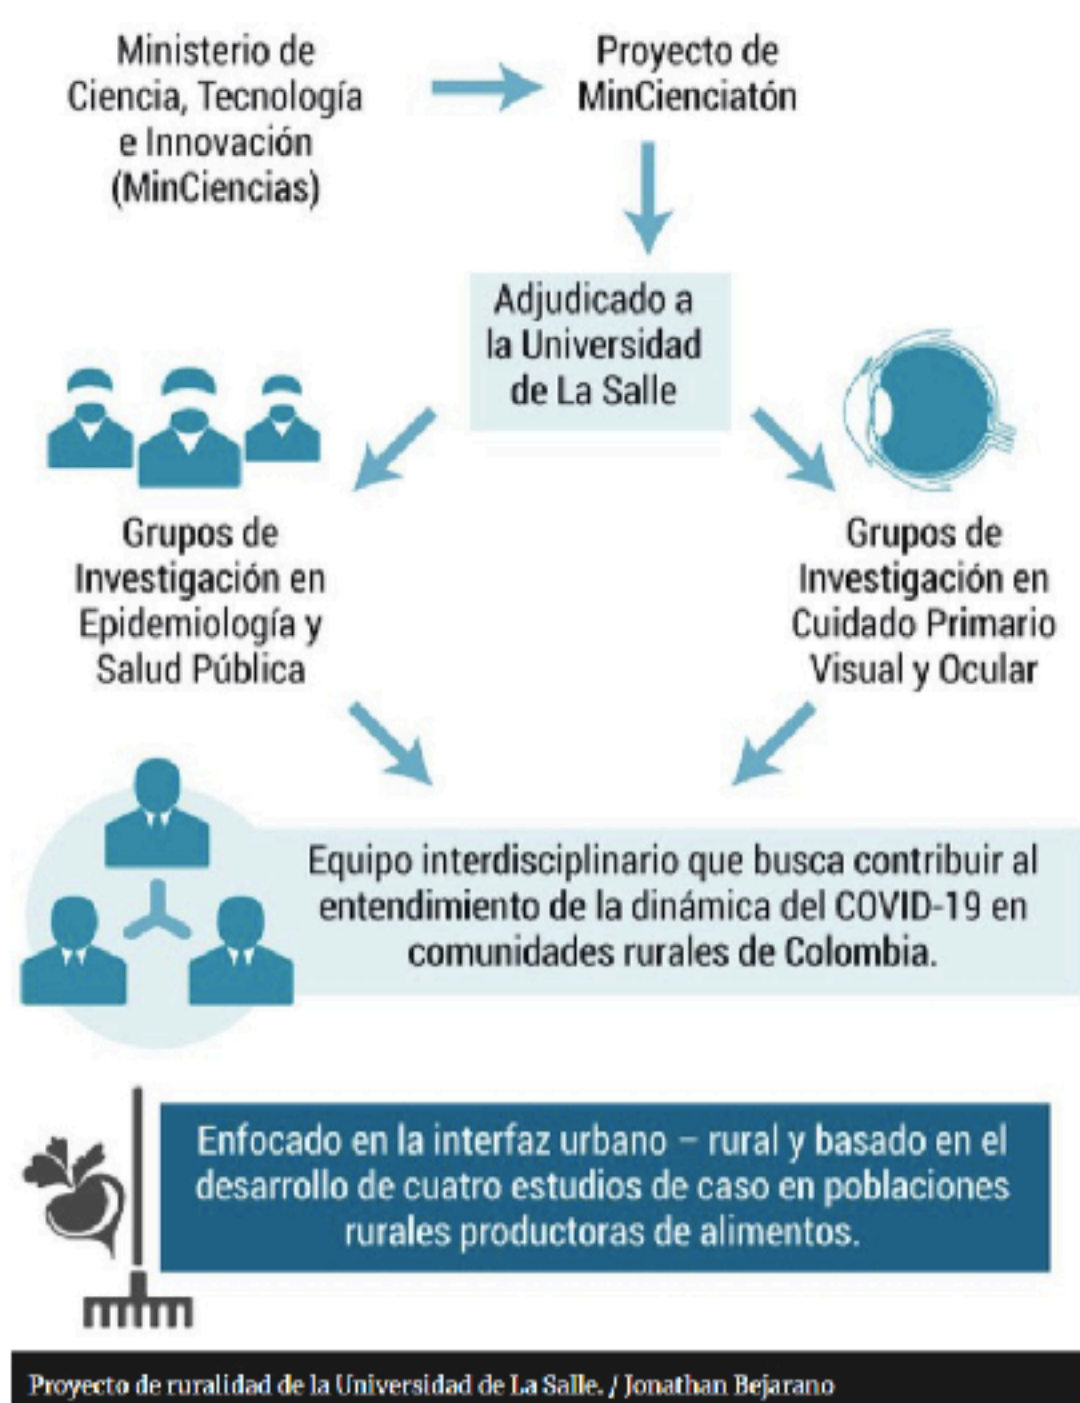 Ministerio de
Ciencia, Tecnología
e Innovación
(MinCiencias)
Proyecto de
MinCienciatón
Adjudicado a
la Universidad
de La Salle
Grupos de
Investigación en
Epidemiología y
Salud Pública
Grupos de
Investigación en
Cuidado Primario
Visual y Ocular
Equipo interdisciplinario que busca contribuir al
entendimiento de la dinámica del COVID-19 en
comunidades rurales de Colombia.
Enfocado en la interfaz urbano – rural y basado en el
desarrollo de cuatro estudios de caso en poblaciones
rurales productoras de alimentos.
Proyecto de ruralidad de la Universidad de La Salle. / Jonathan Bejarano